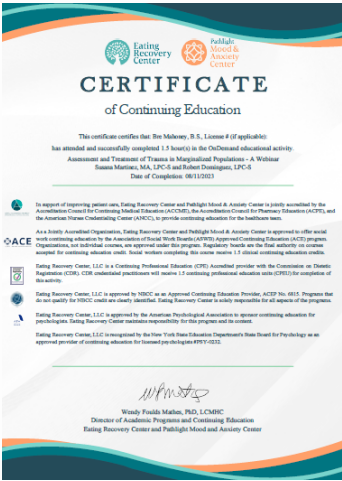 Eating
Recovery
Center
Pathlight
Mood &
Anxiety
Center
CERTIFICATE
of Continuing Education
This certificate certifies that: Bre Mahoney, B.S., License # (if applicable):
has attended and successfully completed 1.5 hour(s) in the OnDemand educational activity.
Assessment and Treatment of Trauma in Marginalized Populations - A Webinar
Susana Martinez, MA, LPC-S and Robert Dominguez, LPC-S
Date of Completion: 08/11/2023
In support of improving patient care, Eating Recovery Center and Pathlight Mood & Anxiety Center is jointly accredited by the
Accreditation Council for Continuing Medical Education (ACCME), the Accreditation Council for Pharmacy Education (ACPE), and
the American Nurses Credentialing Center (ANCC), to provide continuing education for the healthcare team.
ACE
As a Jointly Accredited Organization, Eating Recovery Center and Pathlight Mood & Anxiety Center is approved to offer social
work continuing education by the Association of Social Work Boards (ASWB) Approved Continuing Education (ACE) program.
Organizations, not individual courses, are approved under this program. Regulatory boards are the final authority on courses
accepted for continuing education credit. Social workers completing this course receive 1.5 clinical continuing education credits.
Eating Recovery Center, LLC is a Continuing Professional Education (CPE) Accredited provider with the Commission on Dietetic
Registration (CDR). CDR credentialed practitioners will receive 1.5 continuing professional education units (CPEU) for completion of
this activity.
Eating Recovery Center, LLC is approved by NBCC as an Approved Continuing Education Provider, ACEP No. 6815. Programs that
do not qualify for NBCC credit are clearly identified. Eating Recovery Center is solely responsible for all aspects of the programs.
Eating Recovery Center, LLC is approved by the American Psychological Association to sponsor continuing education for
psychologists. Eating Recovery Center maintains responsibility for this program and its content.
Eating Recovery Center, LLC is recognized by the New York State Education Department's State Board for Psychology as an
approved provider of continuing education for licensed psychologists #PSY-0232.
Wendy Foulds Mathes, PhD, LCMHC
Director of Academic Programs and Continuing Education
Eating Recovery Center and Pathlight Mood and Anxiety Center